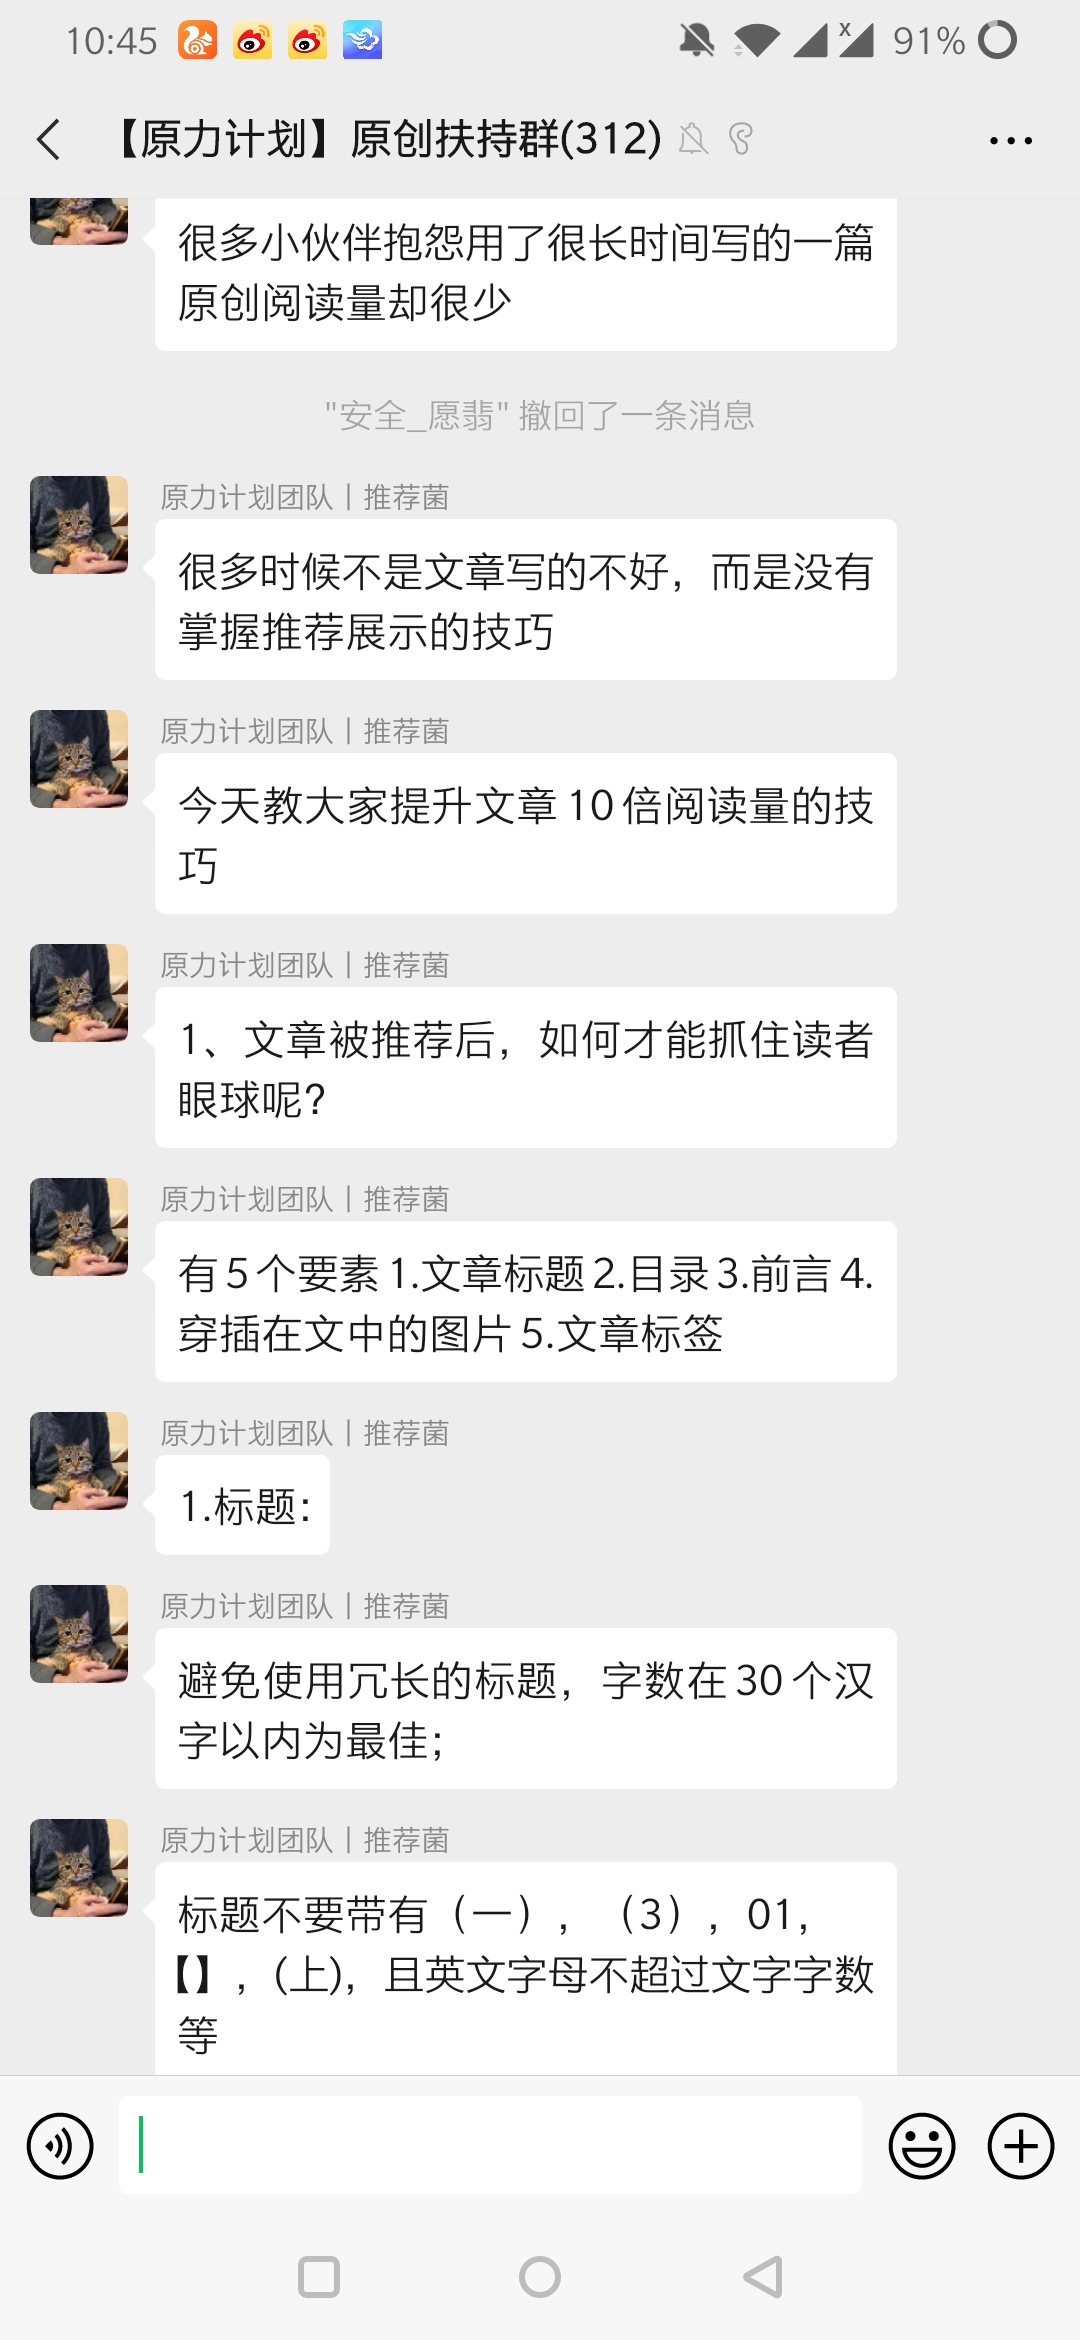 10:45
91%
【原力计划】原创扶持群(312)
很多小伙伴抱怨用了很长时间写的一篇
原创阅读量却很少
"安全_愿翡" 撤回了一条消息
原力计划团队丨推荐菌
很多时候不是文章写的不好，而是没有
掌握推荐展示的技巧
原力计划团队丨推荐菌
今天教大家提升文章10倍阅读量的技
巧
原力计划团队丨推荐菌
1、文章被推荐后，如何才能抓住读者
眼球呢？
原力计划团队丨推荐菌
有5个要素1.文章标题2.目录3.前言4.
穿插在文中的图片5.文章标签
原力计划团队丨推荐菌
1.标题：
原力计划团队丨推荐菌
避免使用冗长的标题，字数在30个汉
字以内为最佳；
原力计划团队丨推荐菌
标题不要带有（一），（3），01，
【】，(上)，且英文字母不超过文字字数
等